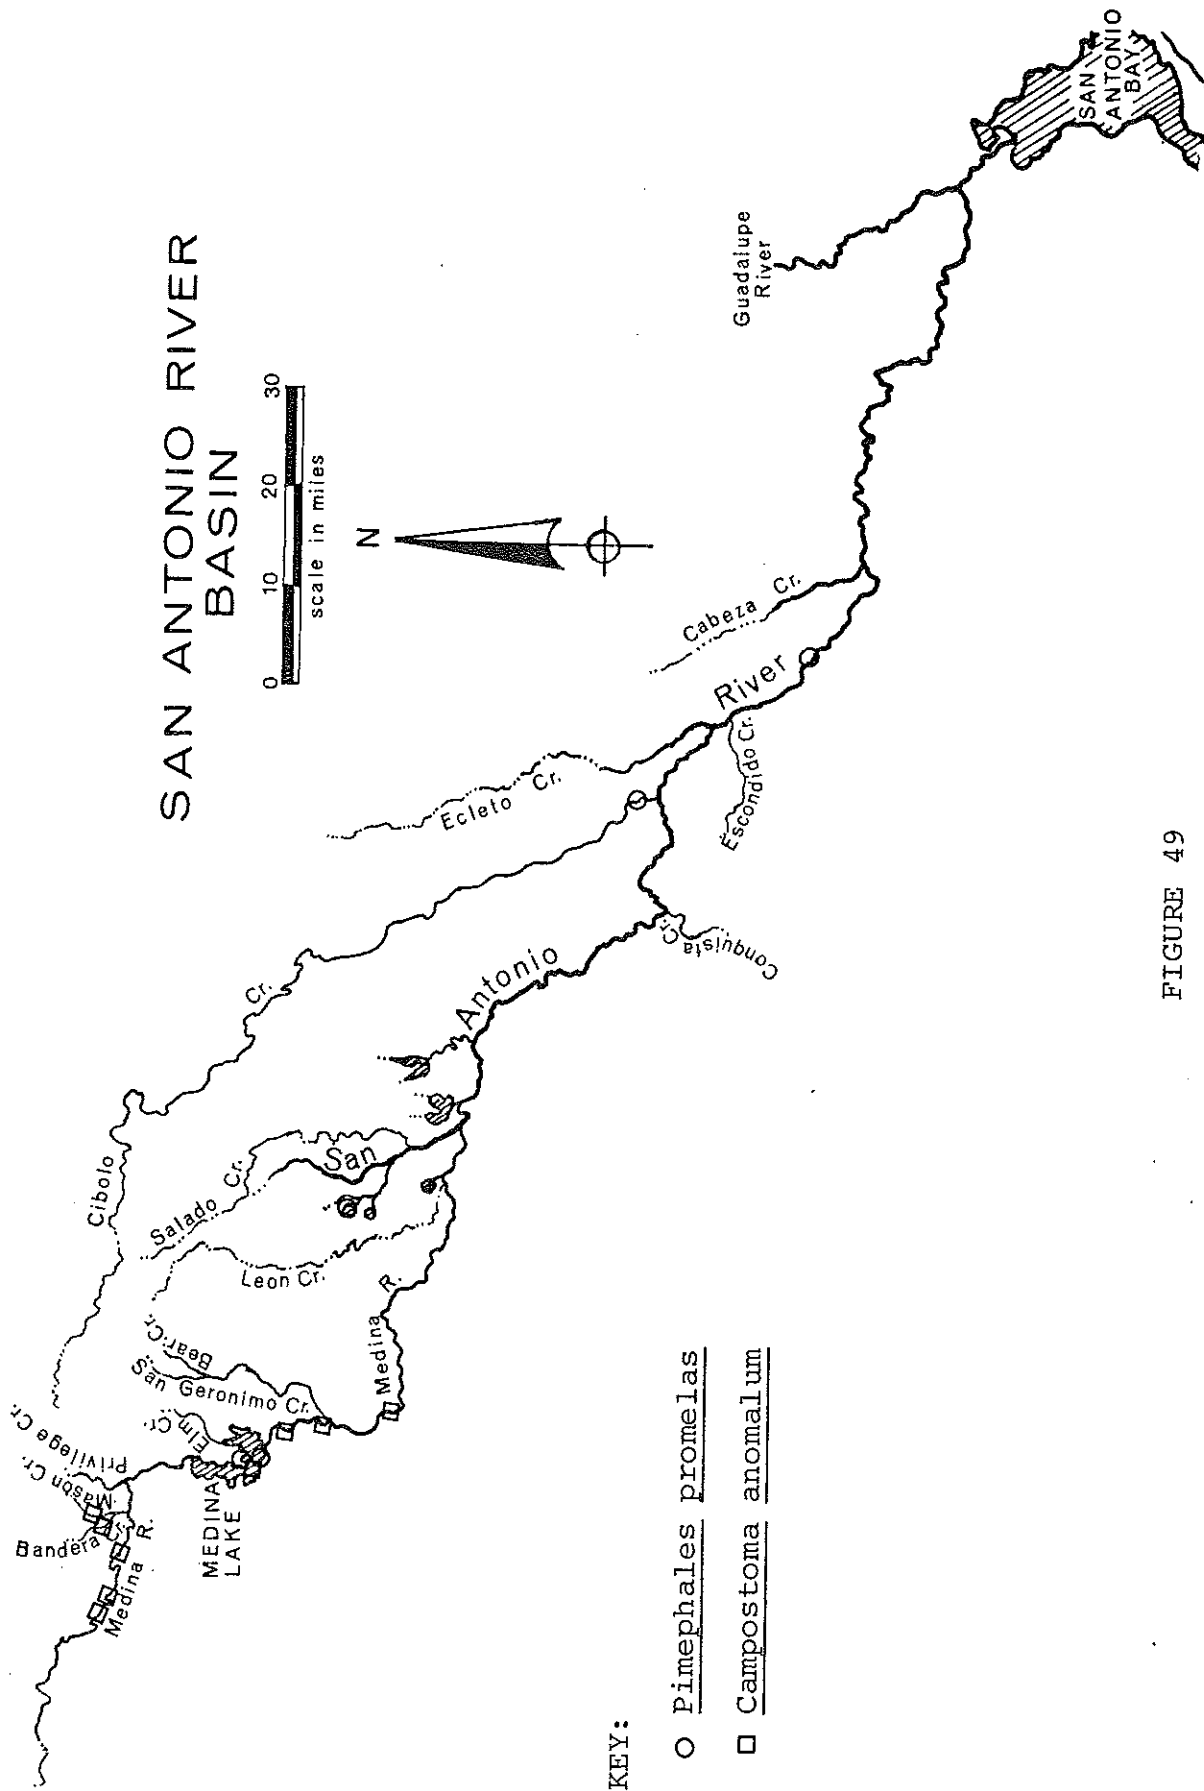 SAN ANTONIO RIVER
BASIN
0 10 20 30
scale in miles
N
Privilege Cr.
Mason Cr.
Bandera
Medina
R.
MEDINA
LAKE
Elm Cr.
San Geronimo Cr.
Bear Cr.
Medina
R.
Leon Cr.
Salado Cr.
Cibolo
Cr.
San
Antonio
River
Conquista
Cr.
Ecleto Cr.
Escondido Cr.
Cabeza Cr.
Guadalupe
River
SAN
ANTONIO
BAY
KEY:
Pimephales promelas
Campostoma anomalum
FIGURE 49